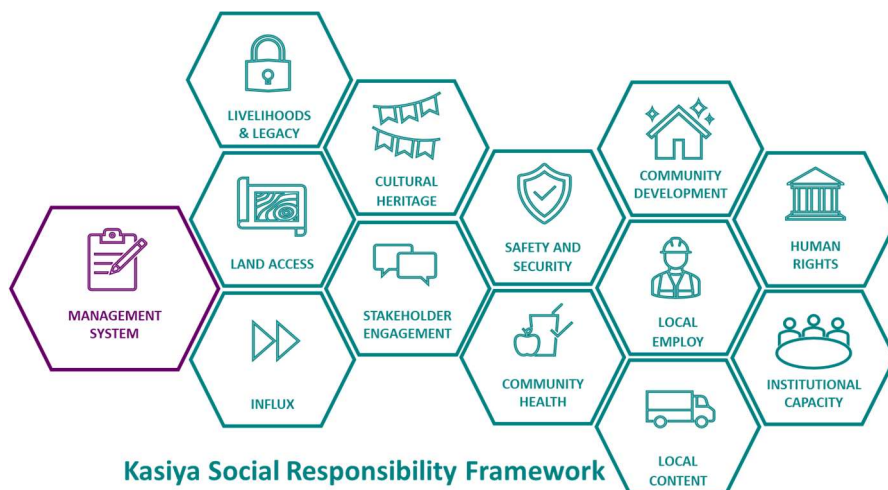 LIVELIHOODS
& LEGACY
CULTURAL
HERITAGE
COMMUNITY
DEVELOPMENT
LAND ACCESS
SAFETY AND
SECURITY
HUMAN
RIGHTS
MANAGEMENT
SYSTEM
STAKEHOLDER
ENGAGEMENT
LOCAL
EMPLOY
INFLUX
COMMUNITY
HEALTH
INSTITUTIONAL
CAPACITY
LOCAL
CONTENT
Kasiya Social Responsibility Framework